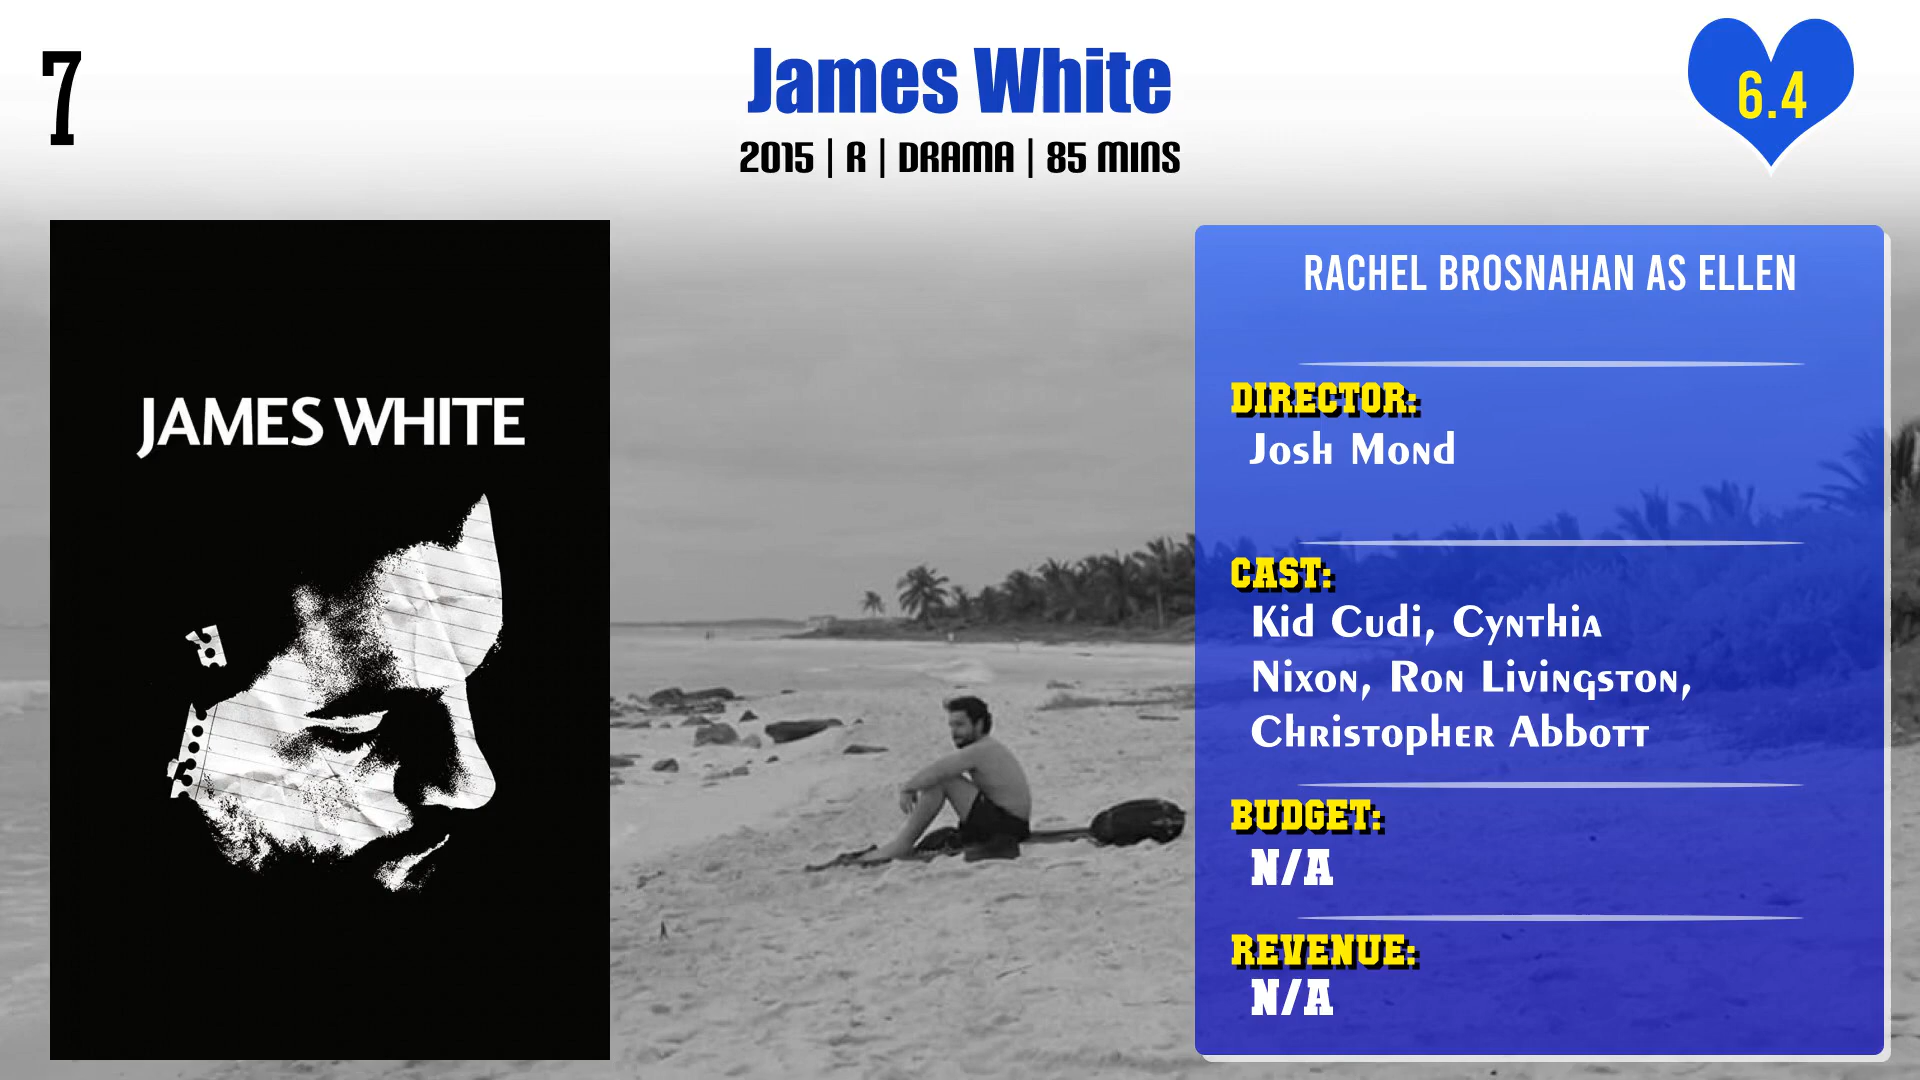 7
James White
2015 | R | DRAMA | 85 MINS
6.4
JAMES WHITE
RACHEL BROSNAHAN AS ELLEN
DIRECTOR:
Josh Mond
CAST:
Kid Cudi, Cynthia
Nixon, Ron Livingston,
Christopher Abbott
BUDGET:
N/A
REVENUE:
N/A